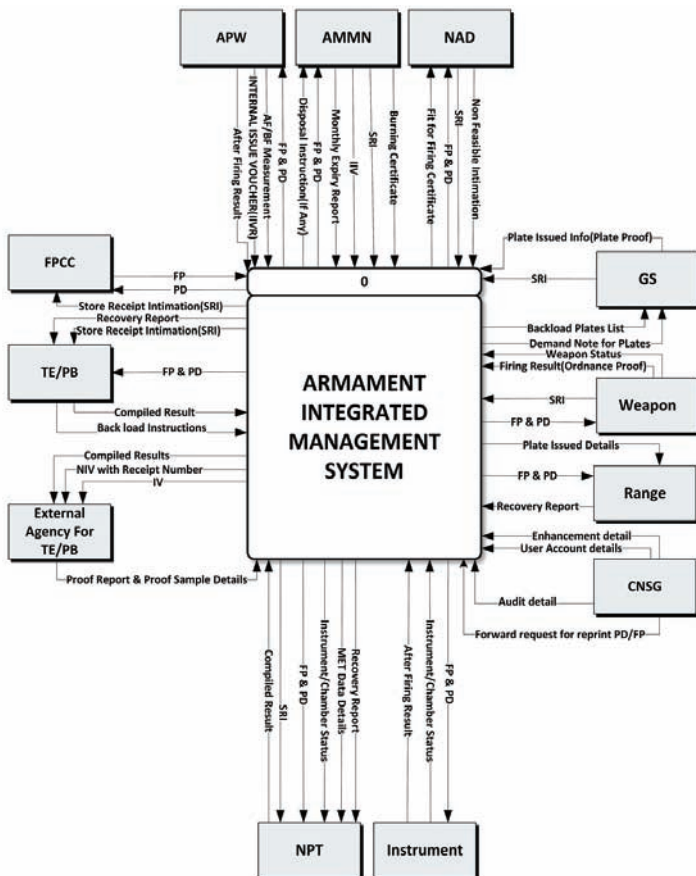 APW
AMMN
NAD
After Firing Result
INTERNAL ISSUE VOUCHER(IIVR)
AF/BF Measurement
FP & PD
Disposal Instruction(If Any)
FP & PD
Monthly Expiry Report
IIV
SRI
Burning Certificate
Fit for Firing Certificate
FP & PD
SRI
Non Feasible Intimation
FPCC
FP
PD
Store Receipt Intimation(SRI)
Recovery Report
Store Receipt Intimation(SRI)
TE/PB
FP & PD
Compiled Result
Back load Instructions
Compiled Results
NIV with Receipt Number
IV
External
Agency For
TE/PB
Proof Report & Proof Sample Details
0
ARMAMENT
INTEGRATED
MANAGEMENT
SYSTEM
Plate Issued Info(Plate Proof)
SRI
GS
Backload Plates List
Demand Note for PLates
Weapon Status
Firing Result(Ordnance Proof)
SRI
Weapon
FP & PD
Plate Issued Details
FP & PD
Range
Recovery Report
Enhancement detail
User Account details
CNSG
Audit detail
Forward request for reprint PD/FP
Compiled Result
SRI
FP & PD
Instrument/Chamber Status
MET Data Details
Recovery Report
After Firing Result
Instrument/Chamber Status
FP & PD
NPT
Instrument